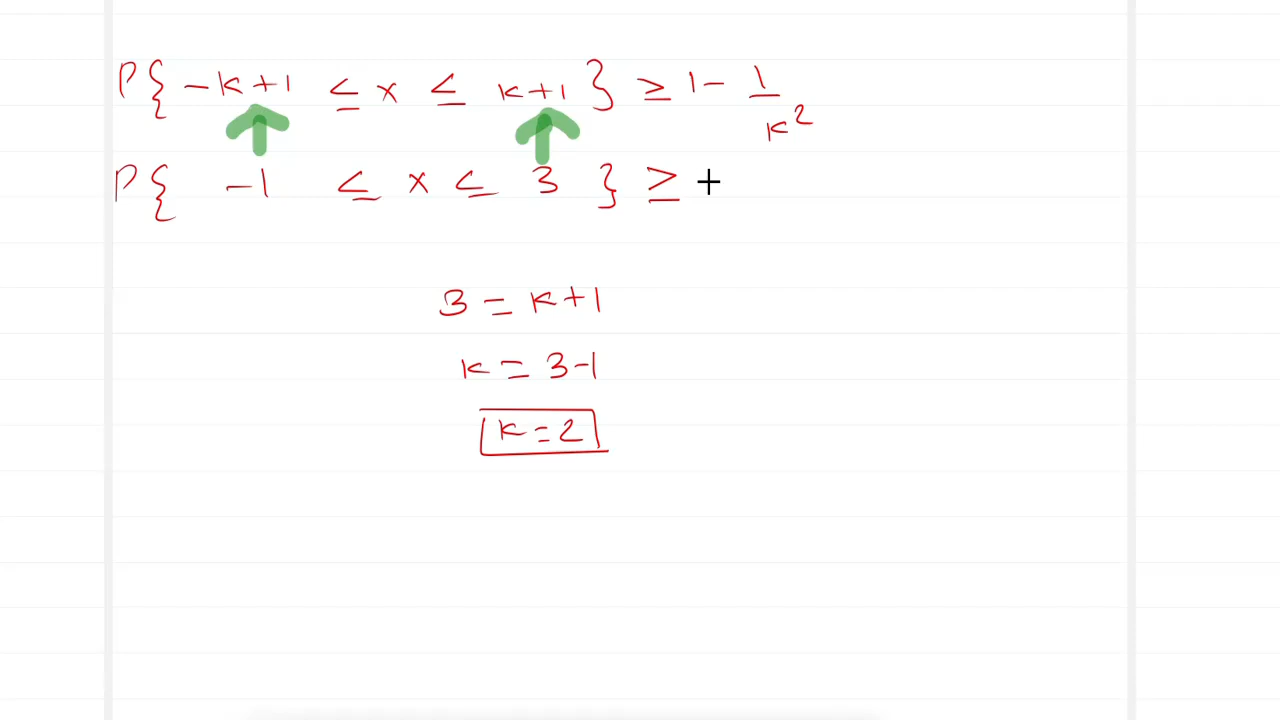 P{ -k+1 ≤ x ≤ k+1 } ≥ 1 - 1/k²
P{ -1 ≤ x ≤ 3 } ≥
3 = k+1
k = 3-1
k = 2